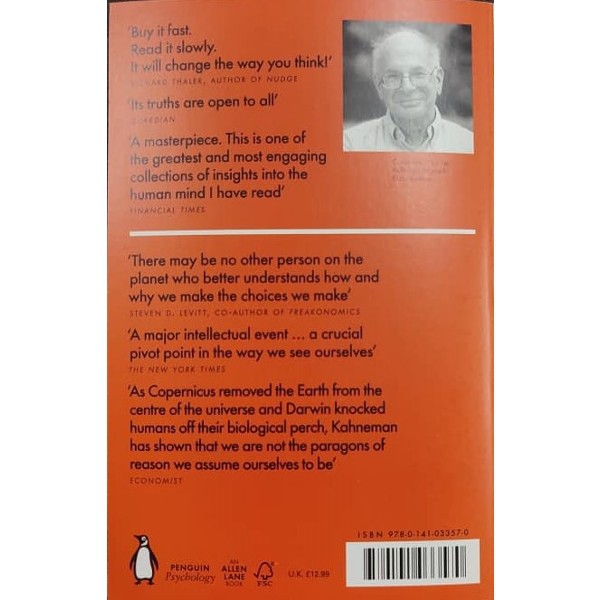 'Buy it fast.
Read it slowly.
It will change the way you think!'
RICHARD THALER, AUTHOR OF NUDGE
'Its truths are open to all'
GUARDIAN
'A masterpiece. This is one of
the greatest and most engaging
collections of insights into the
human mind I have read'
FINANCIAL TIMES
'There may be no other person on the
planet who better understands how and
why we make the choices we make'
STEVEN D. LEVITT, CO-AUTHOR OF FREAKONOMICS
'A major intellectual event ... a crucial
pivot point in the way we see ourselves'
THE NEW YORK TIMES
'As Copernicus removed the Earth from the
centre of the universe and Darwin knocked
humans off their biological perch, Kahneman
has shown that we are not the paragons of
reason we assume ourselves to be'
ECONOMIST
PENGUIN
Psychology
AN
ALLEN
LANE
BOOK
FSC
U.K. £12.99
ISBN 978-0-141-03357-0